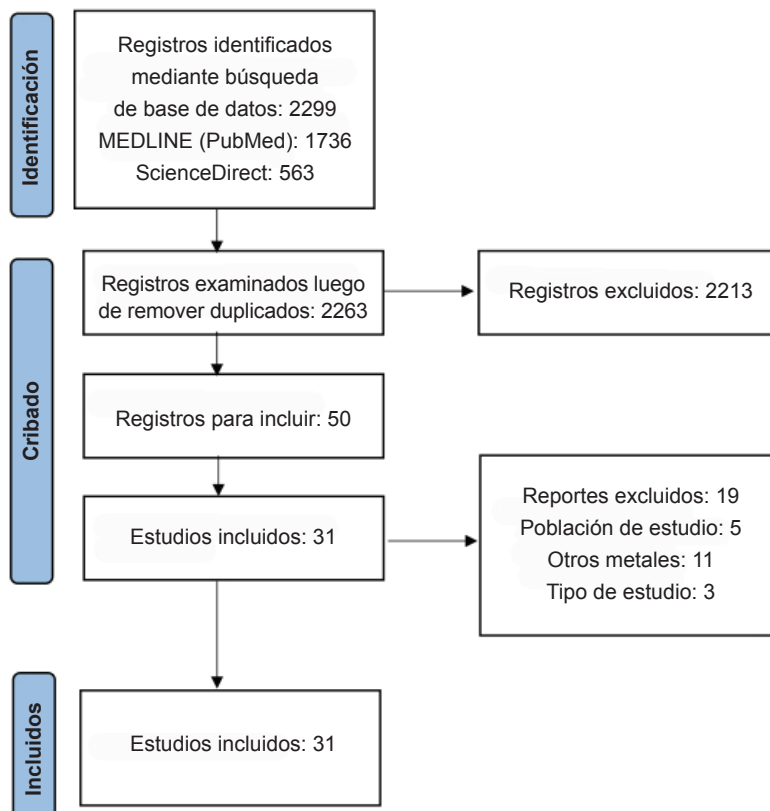 Identificación
Registros identificados
mediante búsqueda
de base de datos: 2299
MEDLINE (PubMed): 1736
ScienceDirect: 563
Cribado
Registros examinados luego
de remover duplicados: 2263
Registros excluidos: 2213
Registros para incluir: 50
Estudios incluidos: 31
Reportes excluidos: 19
Población de estudio: 5
Otros metales: 11
Tipo de estudio: 3
Incluidos
Estudios incluidos: 31